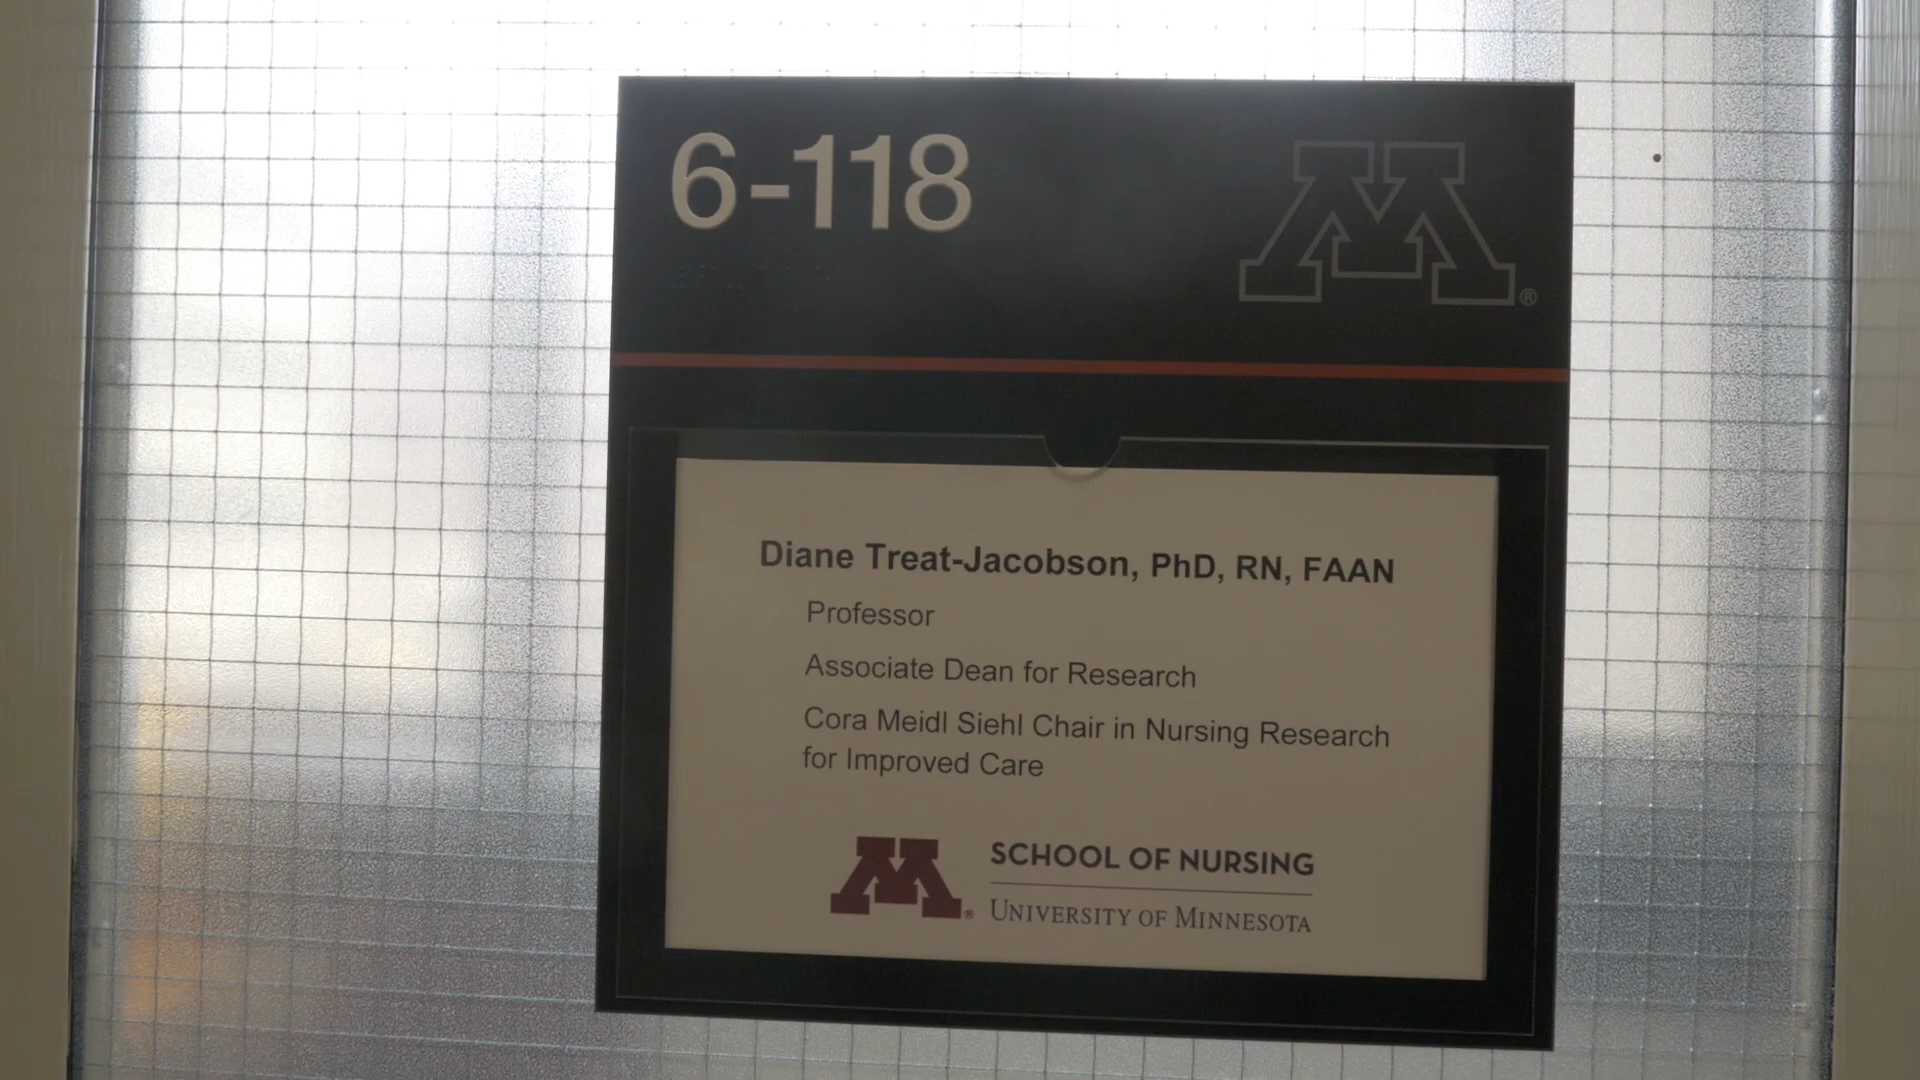 6-118
M®
Diane Treat-Jacobson, PhD, RN, FAAN
Professor
Associate Dean for Research
Cora Meidl Siehl Chair in Nursing Research
for Improved Care
M®
SCHOOL OF NURSING
UNIVERSITY OF MINNESOTA